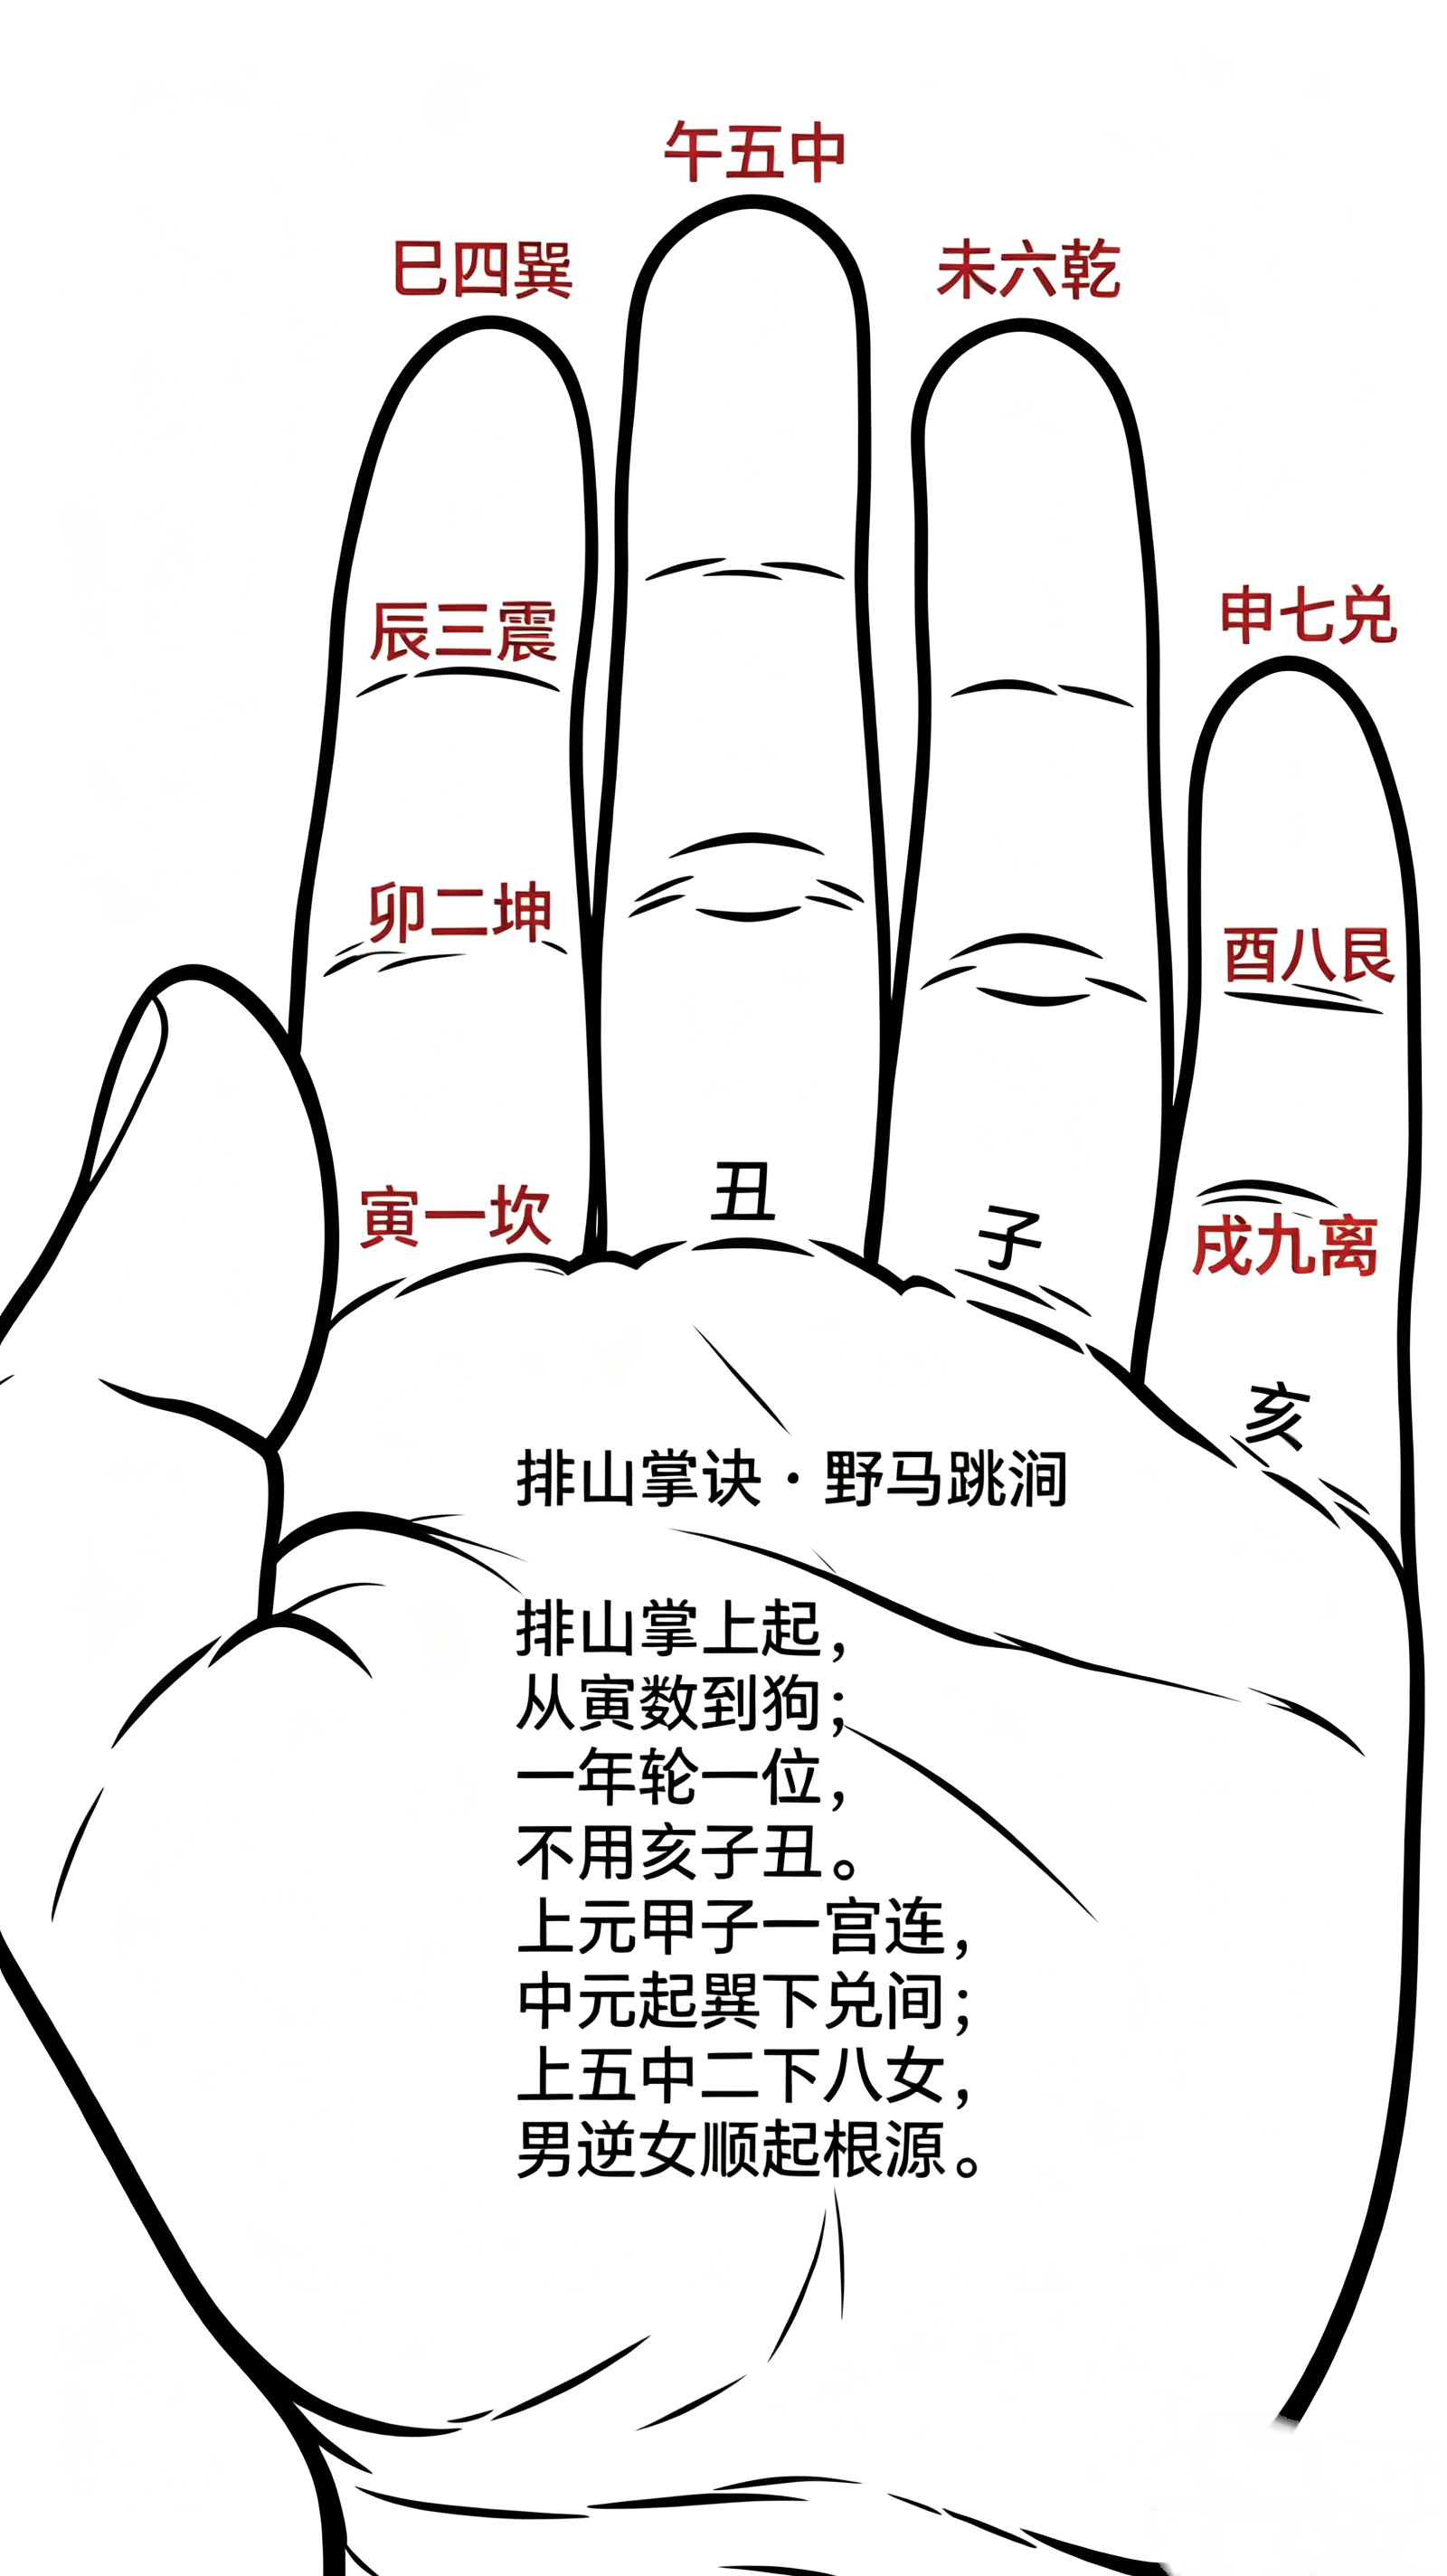 午五中
巳四巽
未六乾
申七兑
辰三震
卯二坤
酉八艮
寅一坎
丑
子
戌九离
亥
排山掌诀·野马跳涧
排山掌上起，
从寅数到狗；
一年轮一位，
不用亥子丑。
上元甲子一宫连，
中元起巽下兑间；
上五中二下八女，
男逆女顺起根源。